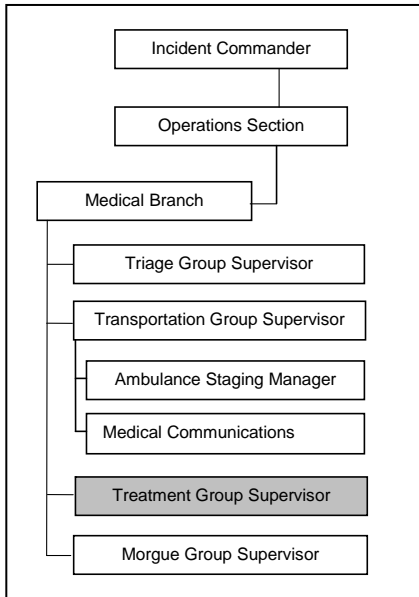 Incident Commander
Operations Section
Medical Branch
Triage Group Supervisor
Transportation Group Supervisor
Ambulance Staging Manager
Medical Communications
Treatment Group Supervisor
Morgue Group Supervisor